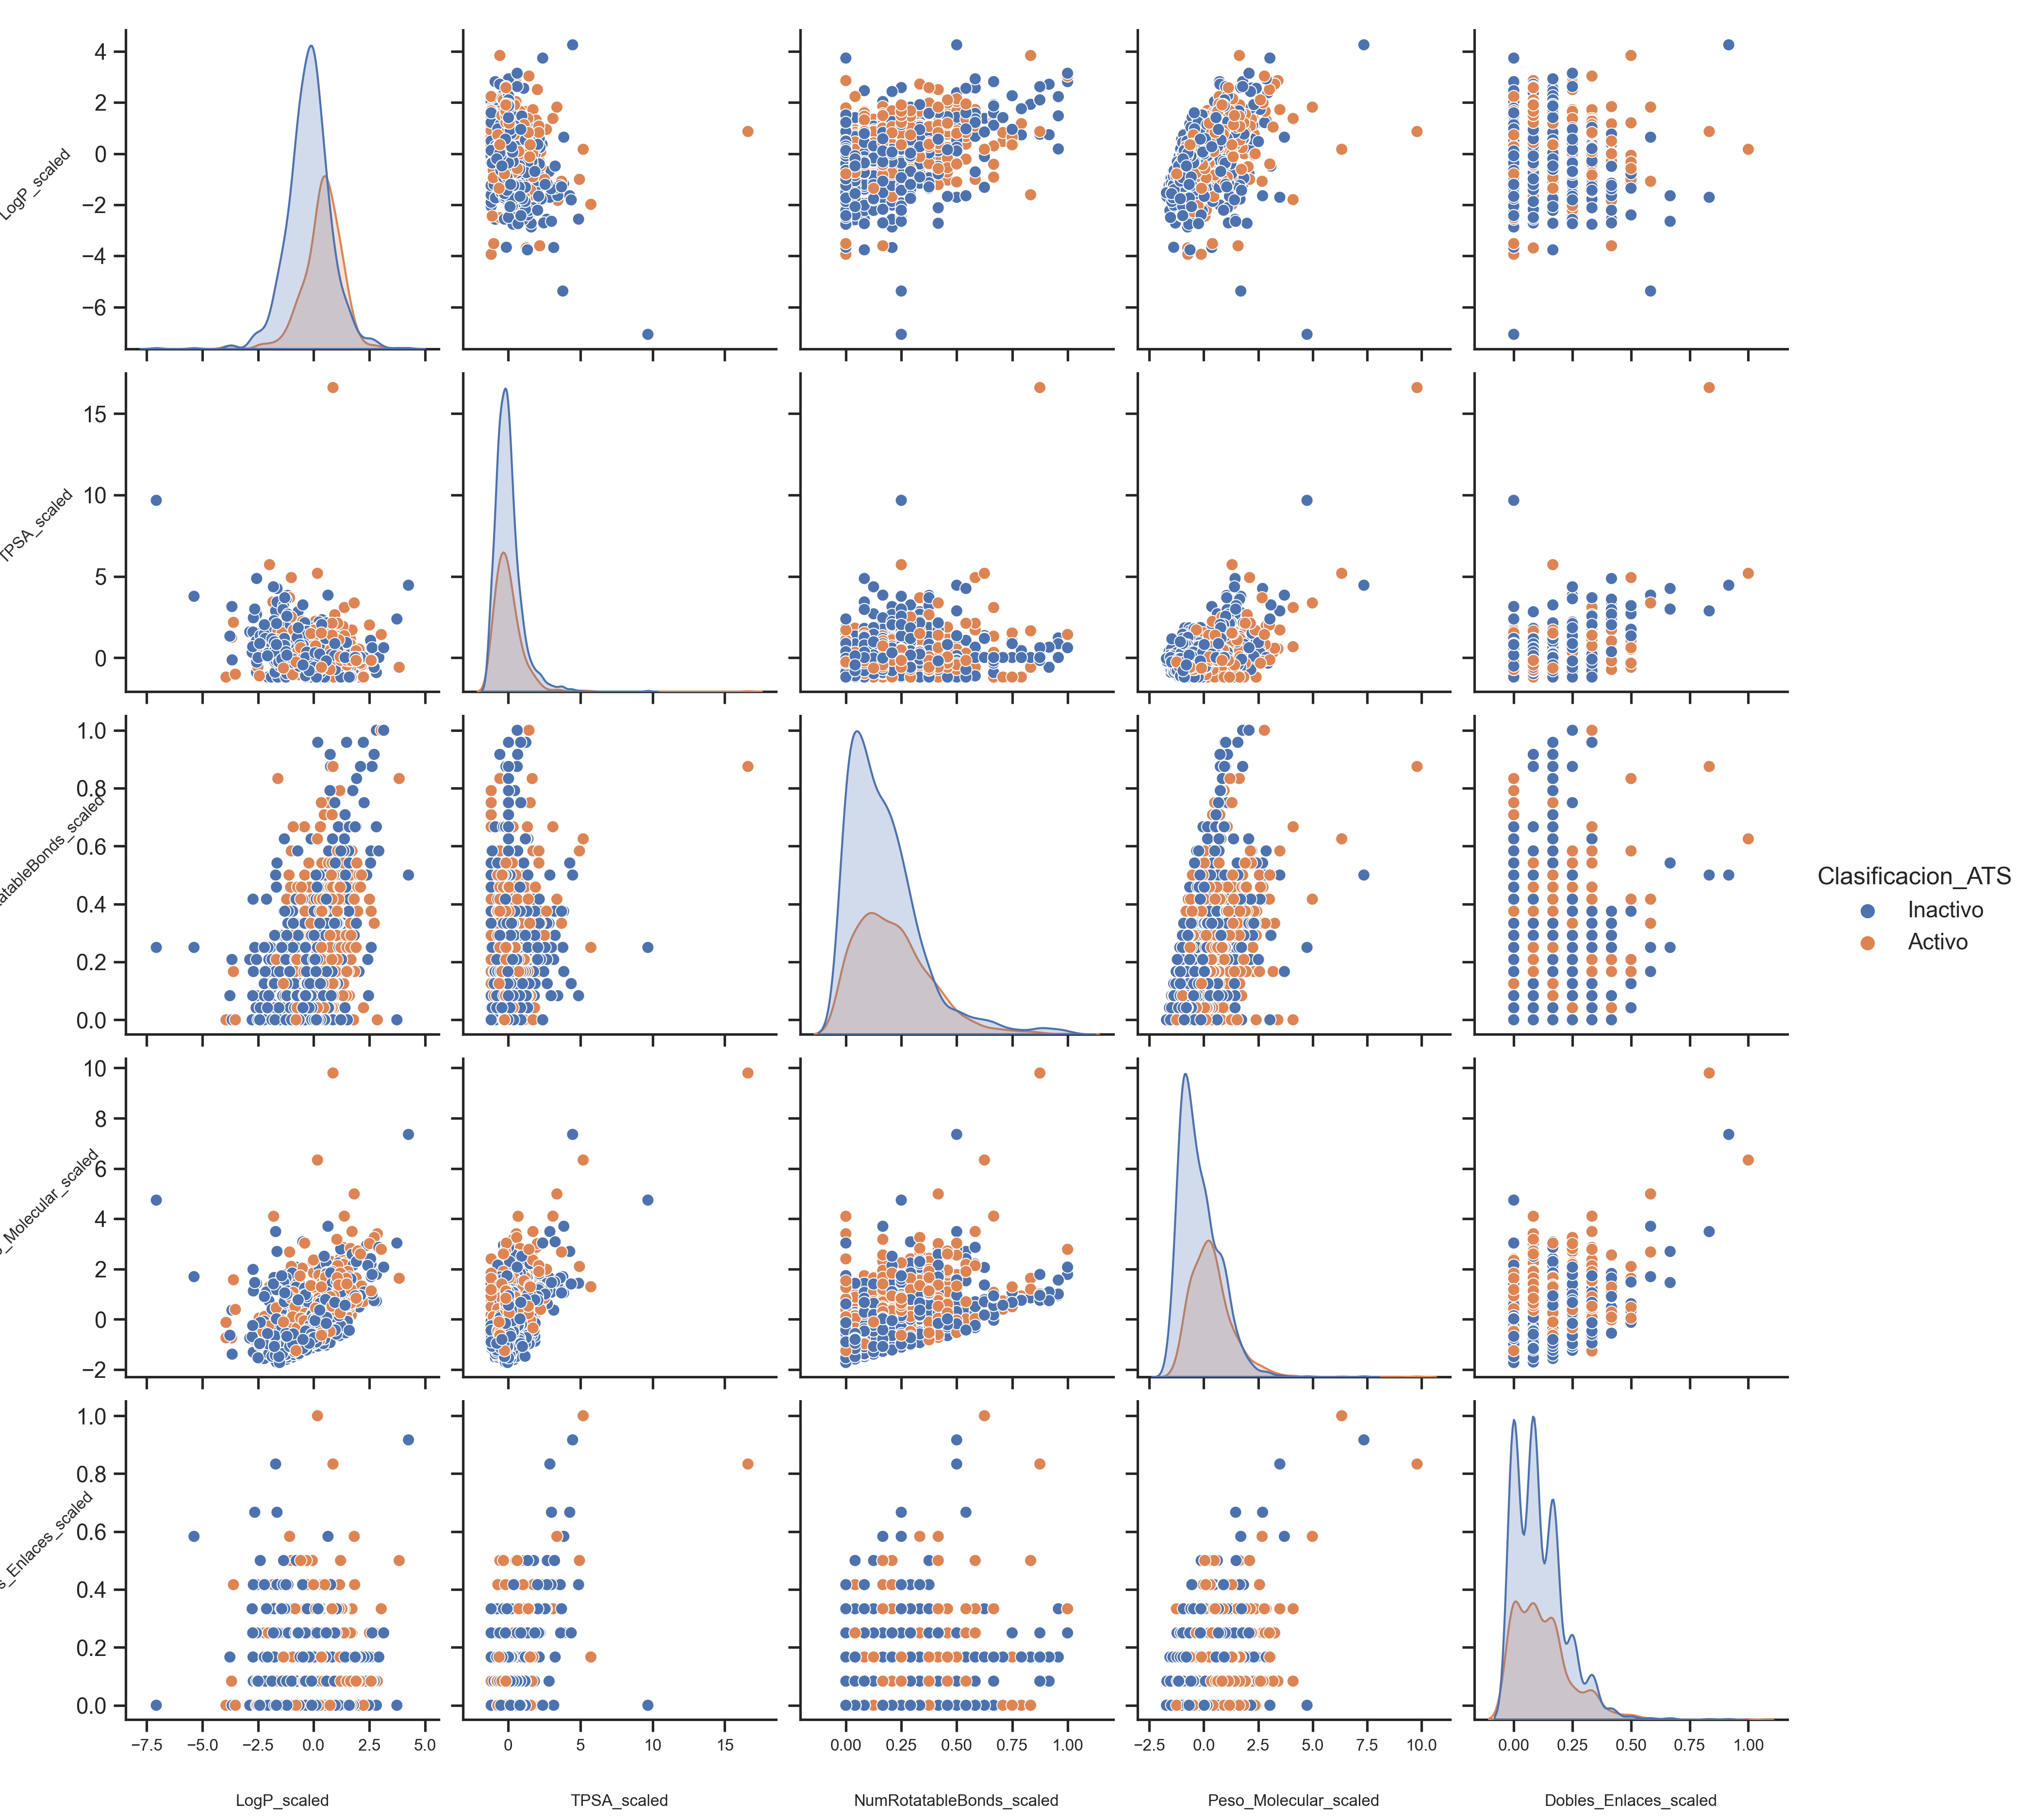 4
2
0
−2
−4
−6
LogP_scaled
15
10
5
0
TPSA_scaled
1.0
0.8
0.6
0.4
0.2
0.0
atableBonds_scaled
10
8
6
4
2
0
−2
_Molecular_scaled
1.0
0.8
0.6
0.4
0.2
0.0
s_Enlaces_scaled
−7.5 −5.0 −2.5 0.0 2.5 5.0
0 5 10 15
0.00 0.25 0.50 0.75 1.00
−2.5 0.0 2.5 5.0 7.5 10.0
0.00 0.25 0.50 0.75 1.00
LogP_scaled
TPSA_scaled
NumRotatableBonds_scaled
Peso_Molecular_scaled
Dobles_Enlaces_scaled
Clasificacion_ATS
Inactivo
Activo